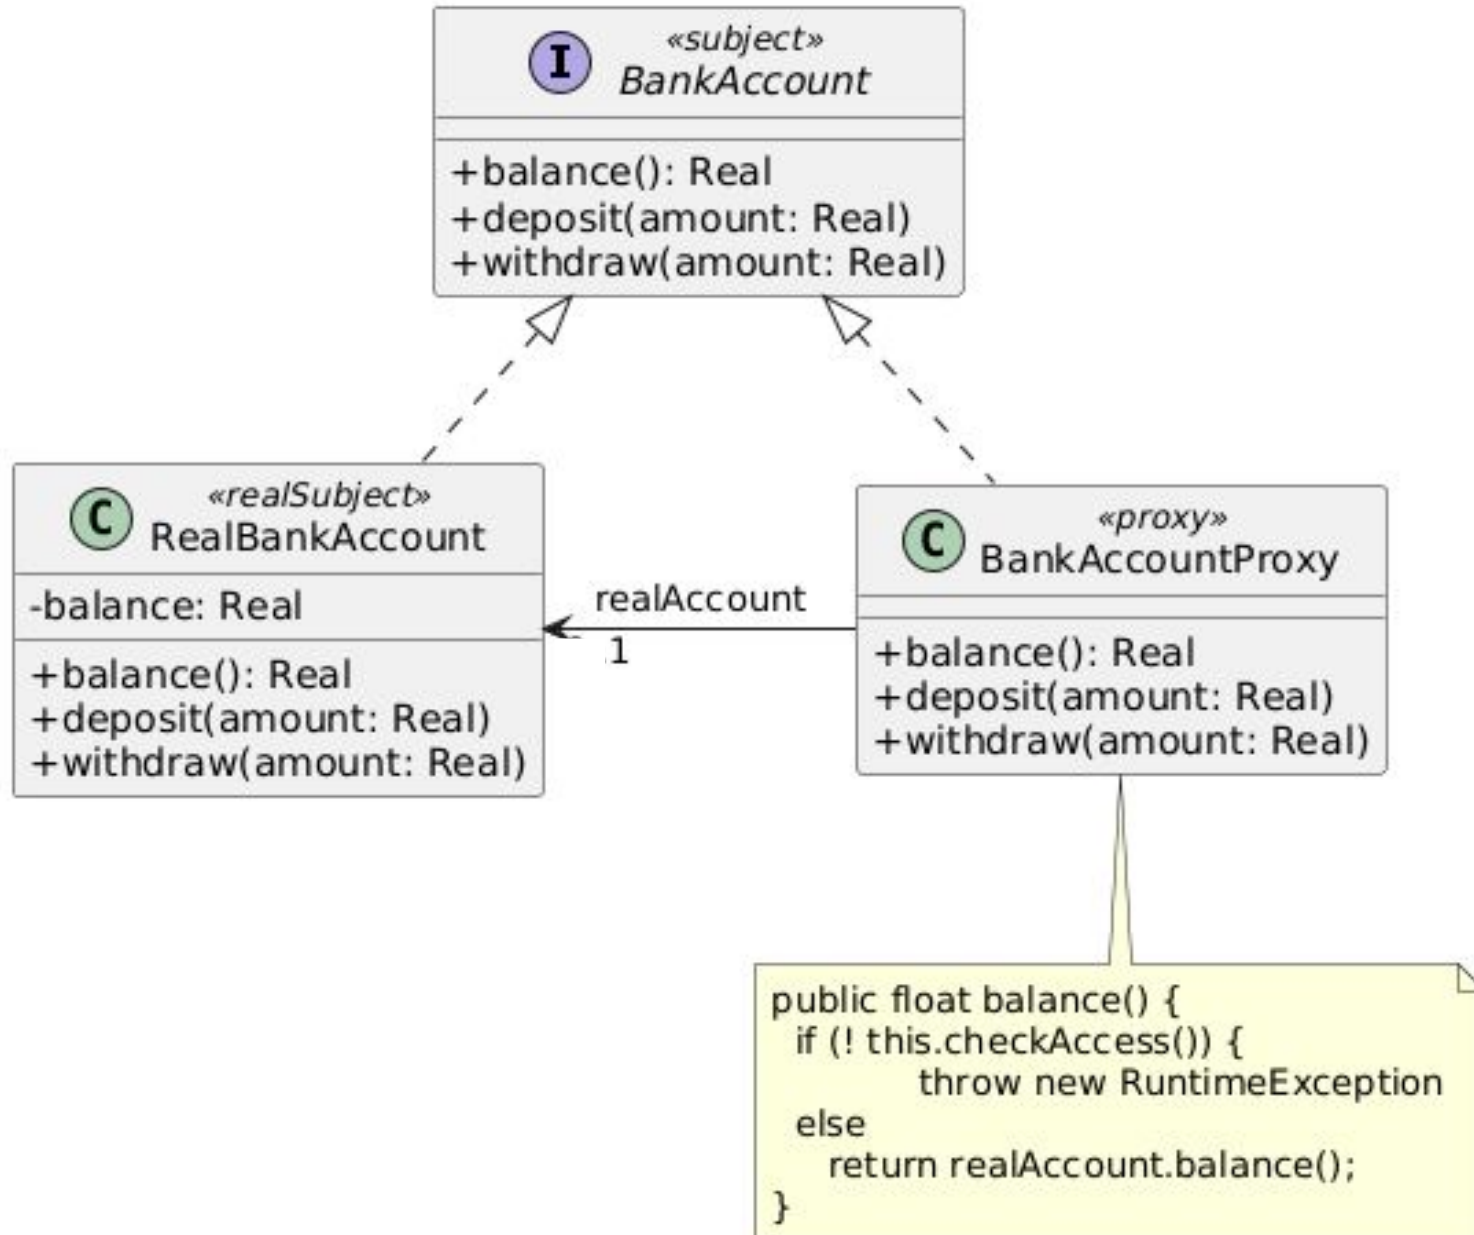 I
«subject»
BankAccount
+balance(): Real
+deposit(amount: Real)
+withdraw(amount: Real)
C
«realSubject»
RealBankAccount
-balance: Real
+balance(): Real
+deposit(amount: Real)
+withdraw(amount: Real)
realAccount
1
C
«proxy»
BankAccountProxy
+balance(): Real
+deposit(amount: Real)
+withdraw(amount: Real)
public float balance() {
if (! this.checkAccess()) {
throw new RuntimeException
else
return realAccount.balance();
}